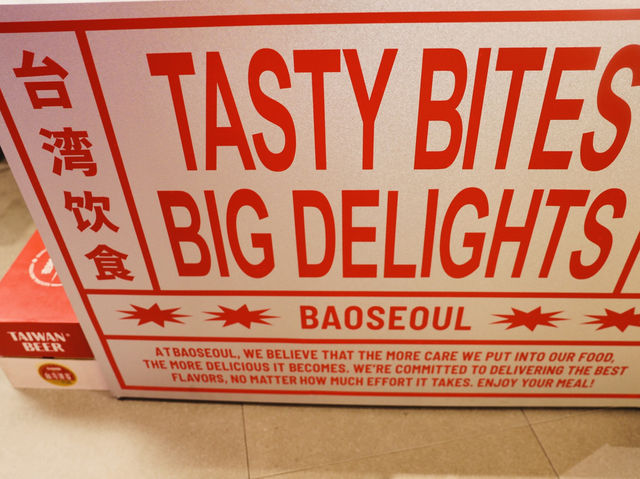 台湾饮食
TASTY BITES
BIG DELIGHTS
BAOSEOUL
AT BAOSEOUL, WE BELIEVE THAT THE MORE CARE WE PUT INTO OUR FOOD,
THE MORE DELICIOUS IT BECOMES. WE'RE COMMITTED TO DELIVERING THE BEST
FLAVORS, NO MATTER HOW MUCH EFFORT IT TAKES. ENJOY YOUR MEAL!
TAIWAN
BEER